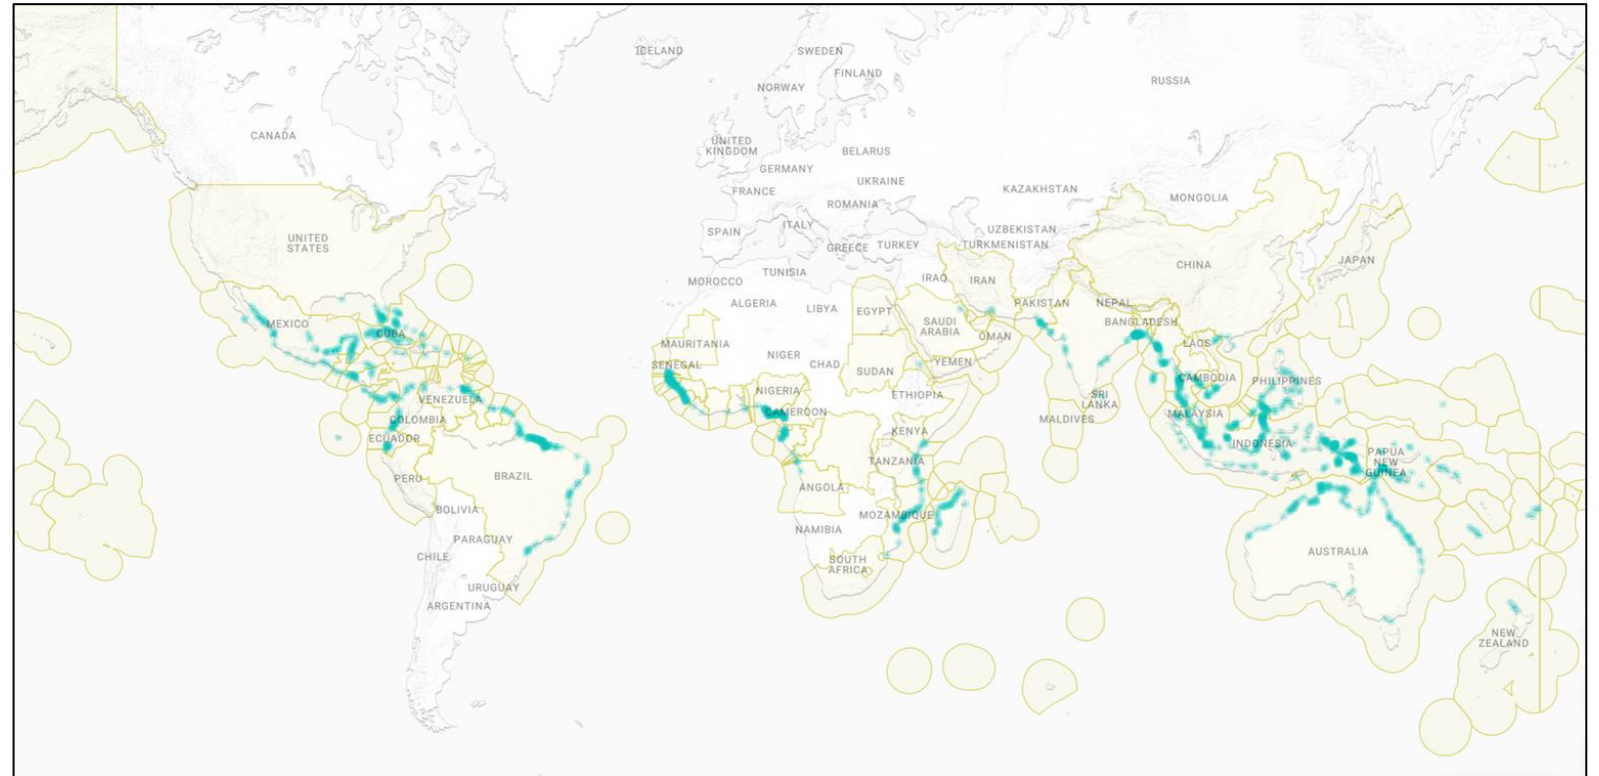 ICELAND
SWEDEN
FINLAND
NORWAY
RUSSIA
CANADA
UNITED
KINGDOM
BELARUS
GERMANY
UKRAINE
FRANCE
KAZAKHSTAN
MONGOLIA
ROMANIA
SPAIN
ITALY
UZBEKISTAN
GREECE
TURKEY
TURKMENISTAN
UNITED
STATES
JAPAN
CHINA
TUNISIA
MOROCCO
IRAQ
IRAN
ALGERIA
LIBYA
EGYPT
PAKISTAN
NEPAL
SAUDI
ARABIA
BANGLADESH
MEXICO
CUBA
OMAN
MAURITANIA
LAOS
NIGER
CHAD
SUDAN
YEMEN
SENEGAL
CAMBODIA
PHILIPPINES
NIGERIA
ETHIOPIA
SRI
LANKA
VENEZUELA
CAMEROON
MALAYSIA
COLOMBIA
MALDIVES
KENYA
ECUADOR
INDONESIA
PAPUA
NEW
GUINEA
TANZANIA
PERU
BRAZIL
ANGOLA
BOLIVIA
MOZAMBIQUE
NAMIBIA
PARAGUAY
CHILE
AUSTRALIA
SOUTH
AFRICA
URUGUAY
ARGENTINA
NEW
ZEALAND